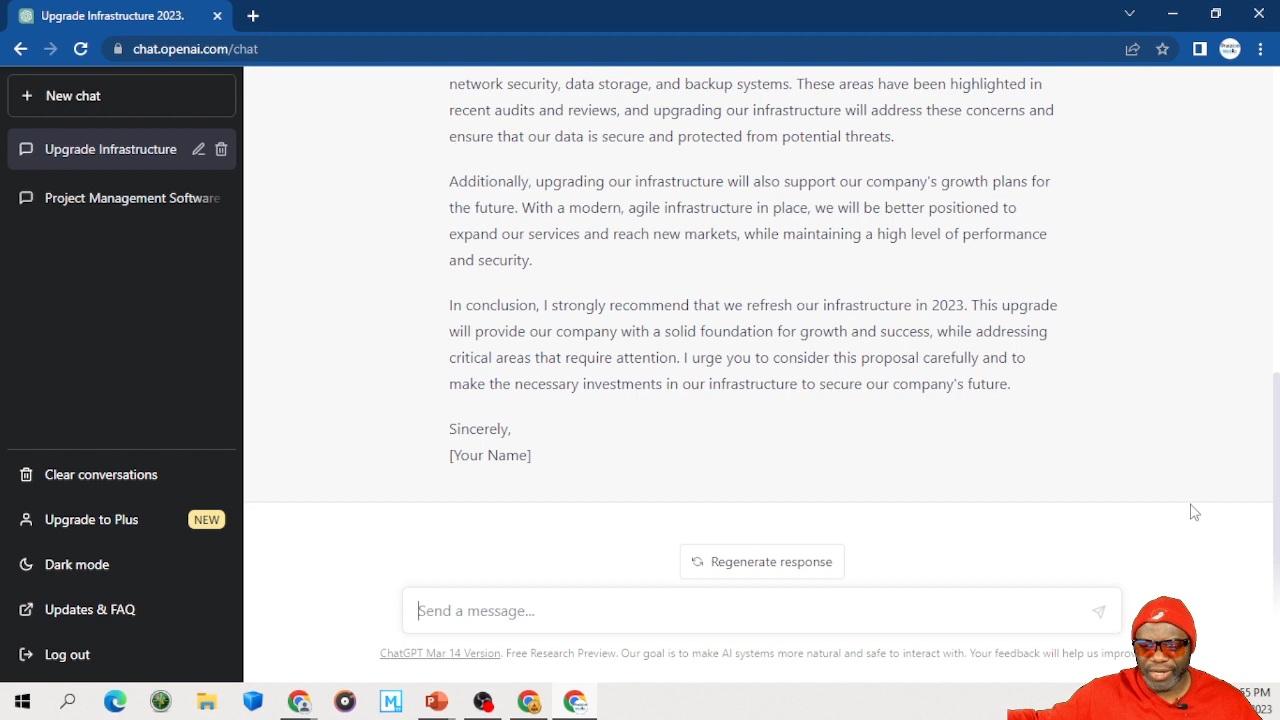 Upgrade Infrastructure 2023.
chat.openai.com/chat
New chat
Upgrade Infrastructure
Project Management Software
Clear conversations
Upgrade to Plus
NEW
Dark mode
Updates & FAQ
Log out
network security, data storage, and backup systems. These areas have been highlighted in
recent audits and reviews, and upgrading our infrastructure will address these concerns and
ensure that our data is secure and protected from potential threats.
Additionally, upgrading our infrastructure will also support our company's growth plans for
the future. With a modern, agile infrastructure in place, we will be better positioned to
expand our services and reach new markets, while maintaining a high level of performance
and security.
In conclusion, I strongly recommend that we refresh our infrastructure in 2023. This upgrade
will provide our company with a solid foundation for growth and success, while addressing
critical areas that require attention. I urge you to consider this proposal carefully and to
make the necessary investments in our infrastructure to secure our company's future.
Sincerely,
[Your Name]
Regenerate response
Send a message...
ChatGPT Mar 14 Version. Free Research Preview. Our goal is to make AI systems more natural and safe to interact with. Your feedback will help us
55 PM
2023